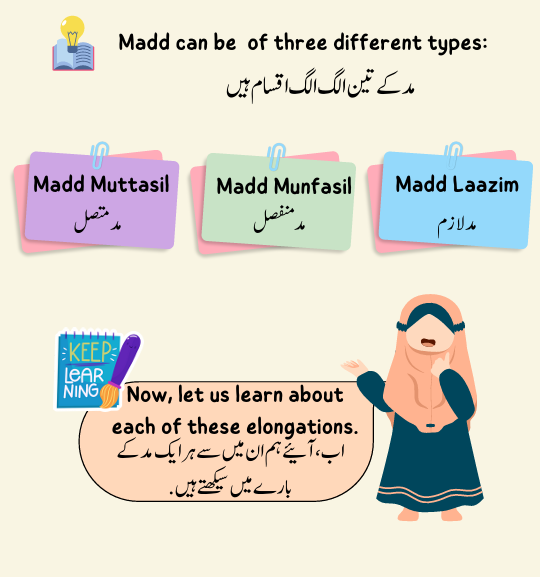 Madd can be of three different types:
مد کے تین الگ الگ اقسام ہیں
Madd Muttasil
مد متصل
Madd Munfasil
مد منفصل
Madd Laazim
مد لازم
KEEP
LEAR
NING
Now, let us learn about
each of these elongations.
اب، آیئے ہم ان میں سے ہر ایک مد کے
بارے میں سیکھتے ہیں.